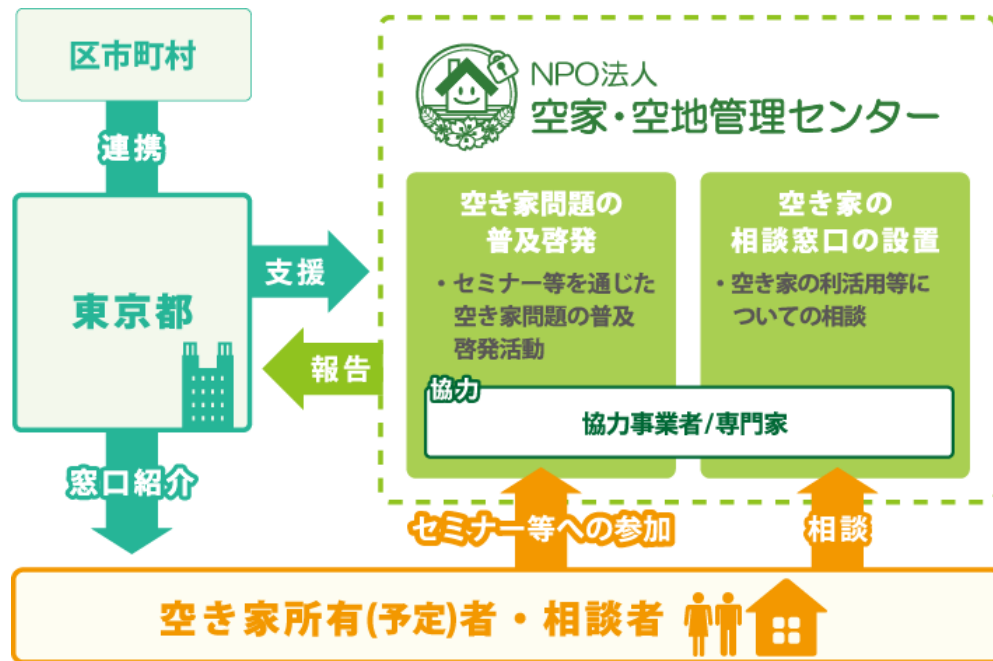 区市町村
連携
東京都
支援
報告
窓口紹介
NPO法人
空家・空地管理センター
空き家問題の
普及啓発
・セミナー等を通じた
空き家問題の普及
啓発活動
空き家の
相談窓口の設置
・空き家の利活用等に
ついての相談
協力
協力事業者/専門家
セミナー等への参加
相談
空き家所有(予定)者・相談者